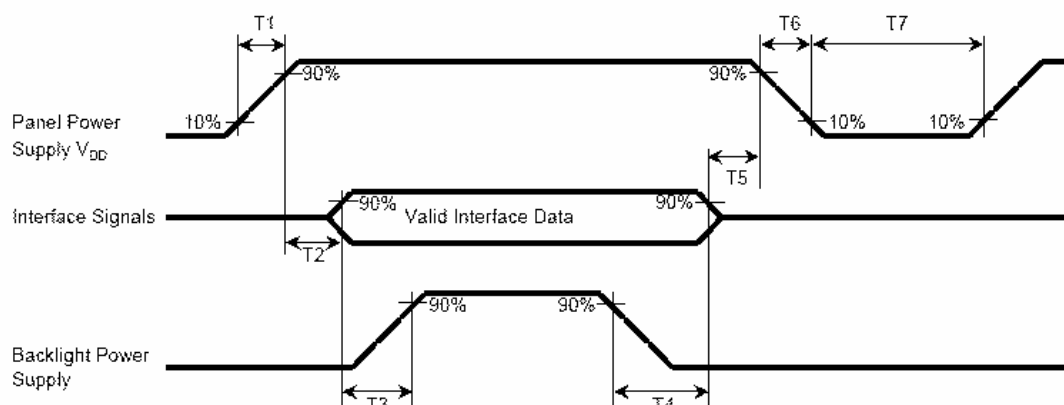 T1
T6
T7
90%
90%
10%
10%
10%
Panel Power
Supply VDD
T5
90%
90%
Interface Signals
Valid Interface Data
T2
90%
90%
Backlight Power
Supply
T3
T4